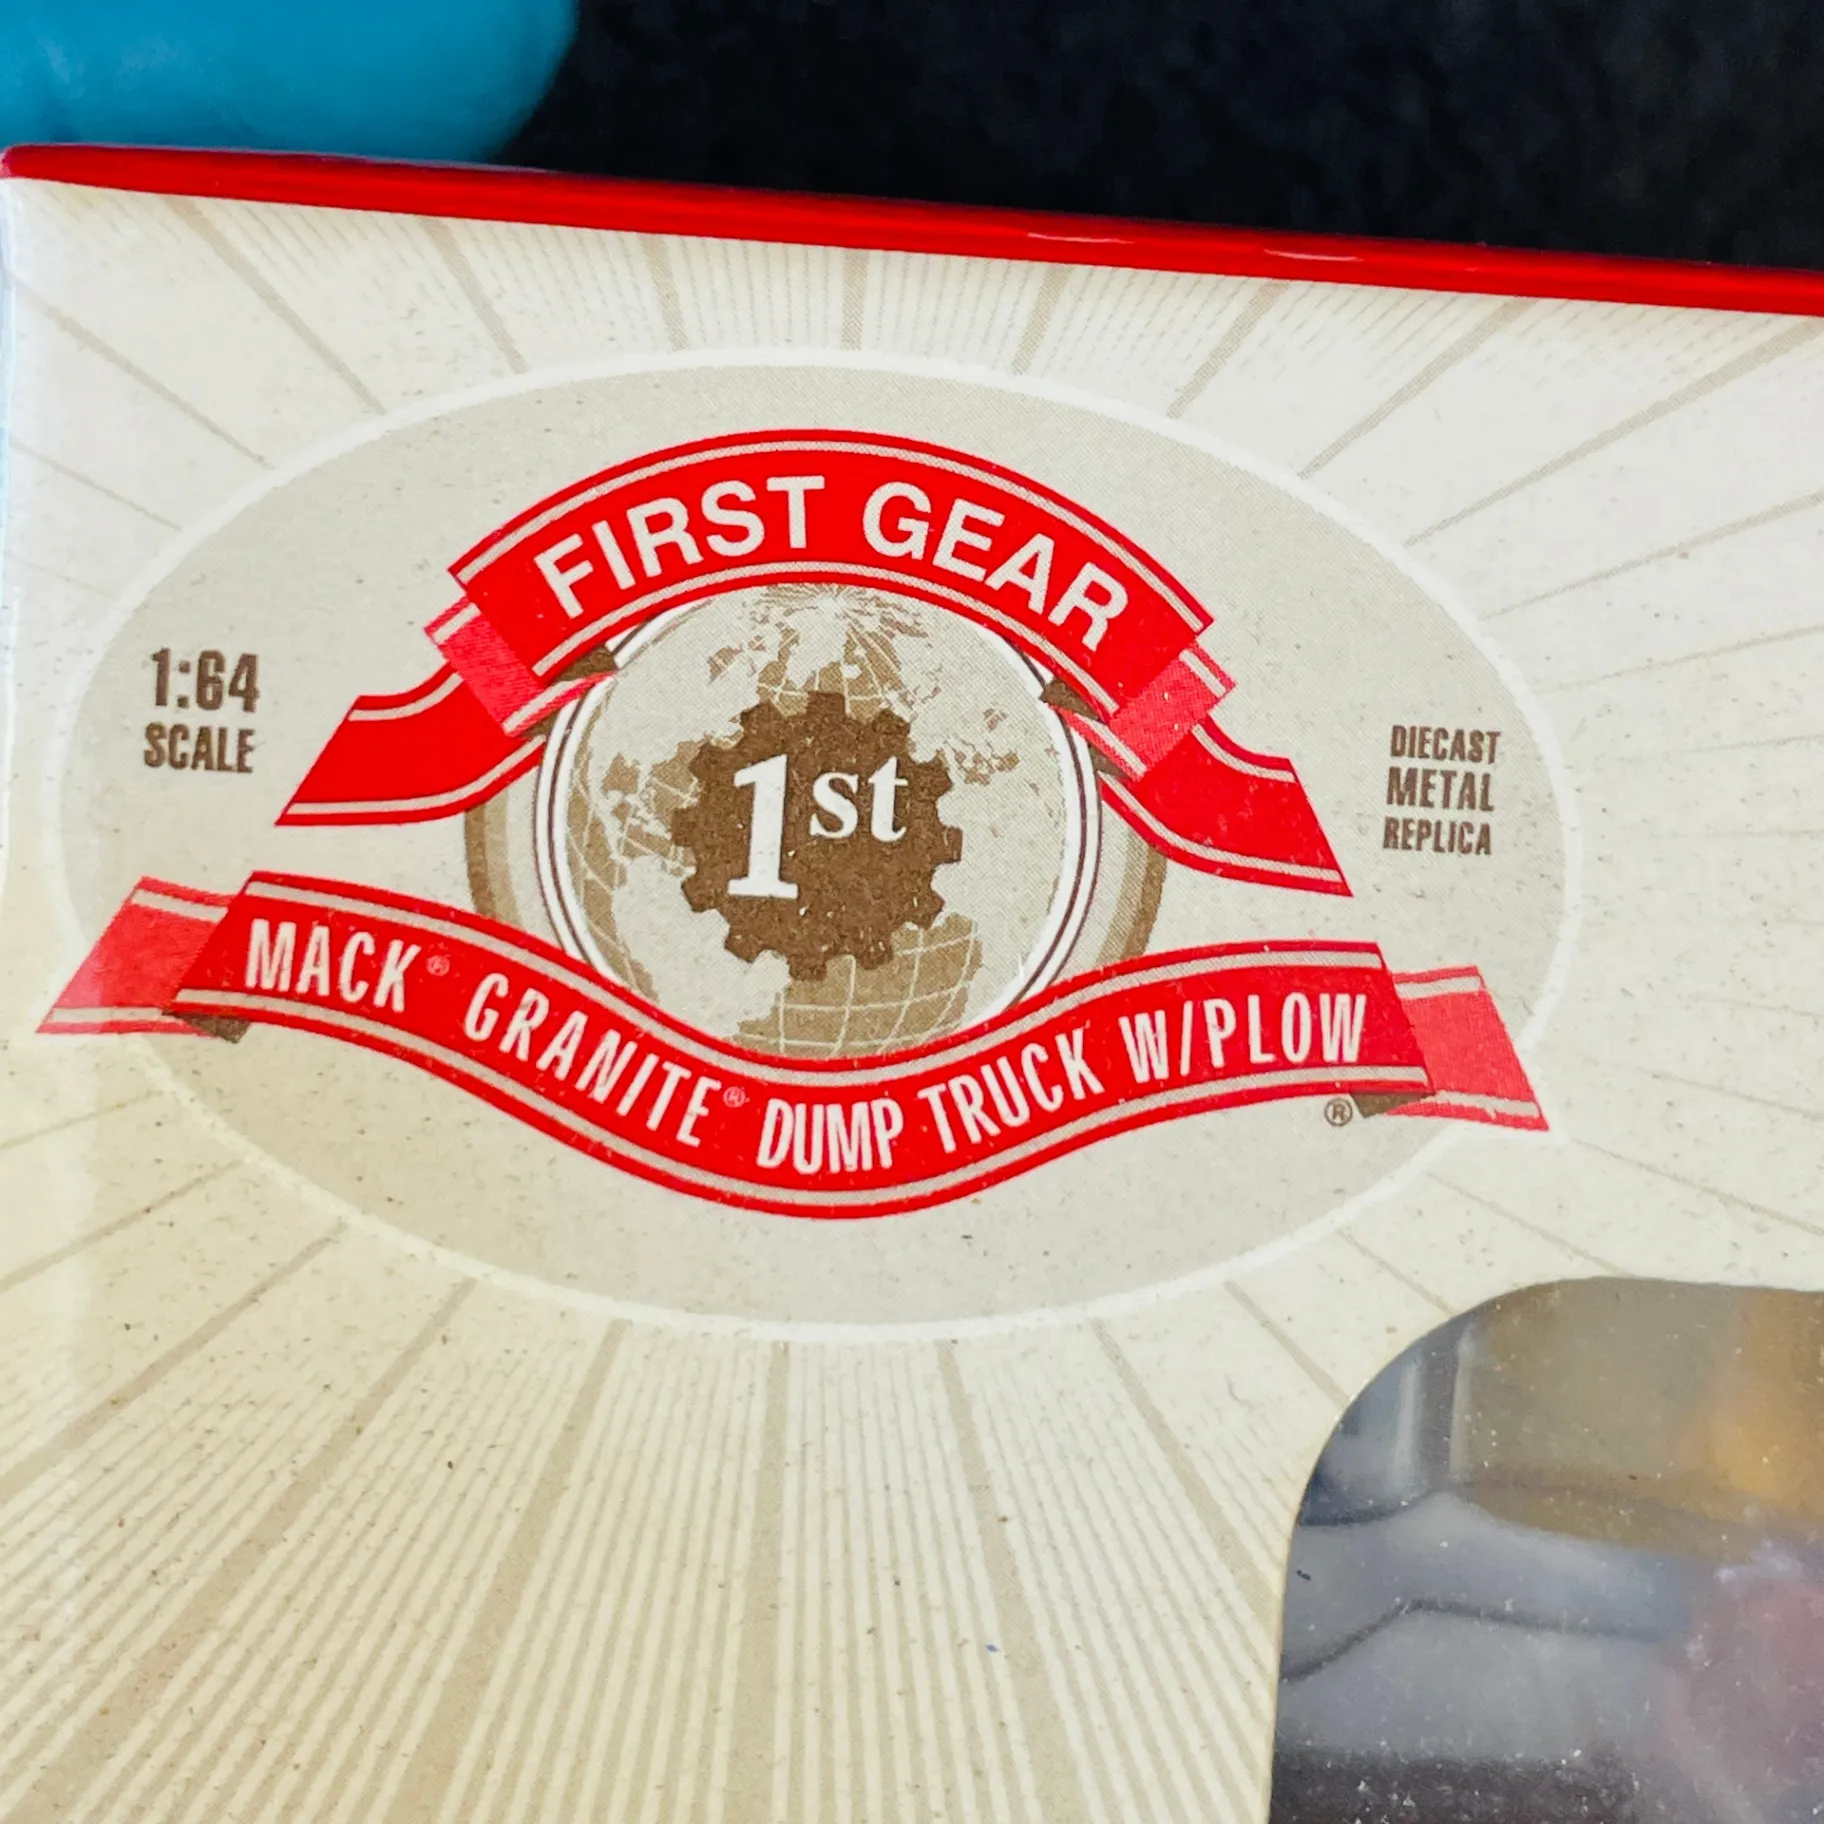 FIRST GEAR
1:64
SCALE
1st
DIECAST
METAL
REPLICA
MACK® GRANITE® DUMP TRUCK W/PLOW
®